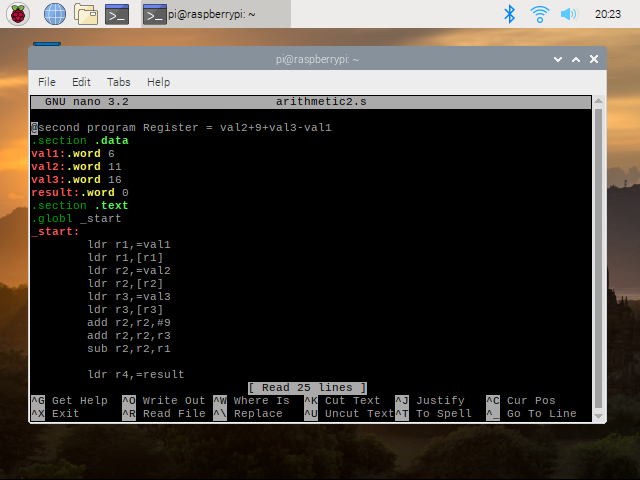 pi@raspberrypi: ~
20:23
pi@raspberrypi: ~
File Edit Tabs Help
GNU nano 3.2 arithmetic2.s
@second program Register = val2+9+val3-val1
.section .data
val1:.word 6
val2:.word 11
val3:.word 16
result:.word 0
.section .text
.globl _start
_start:
ldr r1,=val1
ldr r1,[r1]
ldr r2,=val2
ldr r2,[r2]
ldr r3,=val3
ldr r3,[r3]
add r2,r2,#9
add r2,r2,r3
sub r2,r2,r1
ldr r4,=result
[ Read 25 lines ]
^G Get Help ^O Write Out ^W Where Is ^K Cut Text ^J Justify ^C Cur Pos
^X Exit ^R Read File ^\ Replace ^U Uncut Text ^T To Spell ^_ Go To Line